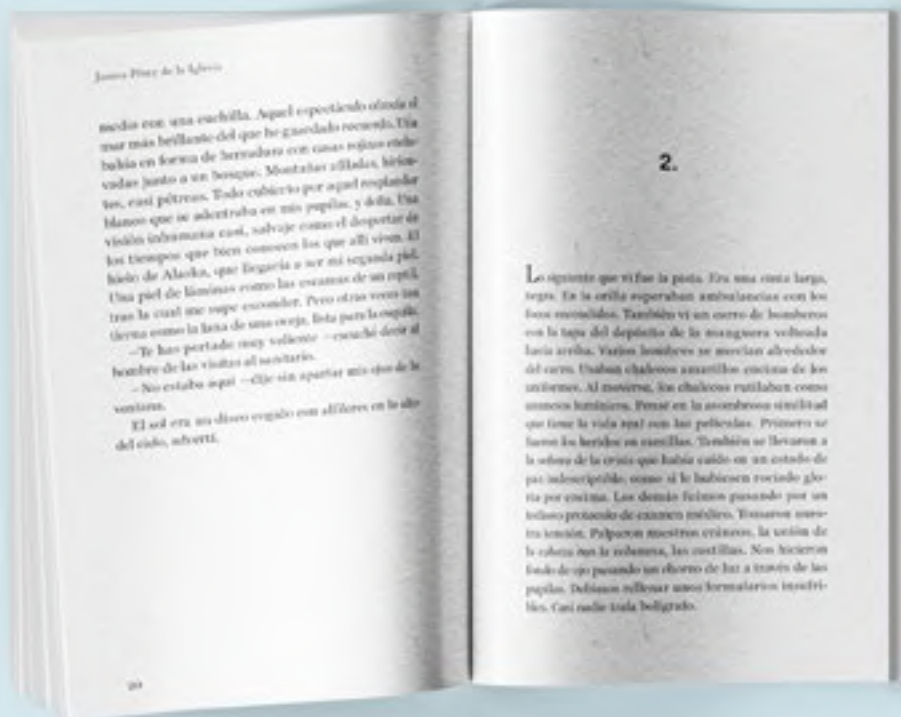 Pérez de la Iglesia
medio con una cuchilla. Aquel espectáculo ofrecía el
mar más brillante del que he guardado recuerdo. Una
bahía en forma de herradura con casas rojizas
junto a un bosque. Montañas afiladas,
tes, casi pétreas. Todo cubierto por aquel resplandor
blanco que se adentraba en mis pupilas y dolía. Una
visión inhumana casi, salvaje como el despertar de
los tiempos que bien conocen los que allí viven. El
hielo de Alaska, que llegaría a ser mi segunda piel.
Una piel de láminas como las escamas de un reptil,
tras la cual me supe esconder. Pero otras veces tan
tierna como la lana de una oveja, lista para la esquila.
—Te has portado muy valiente —escuché decir al
hombre de las visitas al sanitario.
—No estaba aquí —dije sin apartar mis ojos de la
ventana.
El sol era un disco cogido con alfileres en lo alto
del cielo, advertí.
2.
Lo siguiente que vi fue la pista. Era una cinta larga,
negra. En la orilla esperaban ambulancias con los
focos encendidos. También vi un carro de bomberos
con la tapa del depósito de la manguera volteada
hacia arriba. Varios hombres se movían alrededor
del carro. Usaban chalecos amarillos encima de los
uniformes. Al moverse, los chalecos rutilaban como
anuncios lumínicos. Pensé en la asombrosa similitud
que tiene la vida real con las películas. Primero se
fueron los heridos en camillas. También se llevaron a
la señora de la crisis que había caído en un estado de
paz indescriptible, como si le hubiesen rociado glo-
ria por encima. Los demás fuimos pasando por un
tedioso protocolo de examen médico. Tomaron nues-
tra tensión. Palparon nuestros cráneos, la unión de
la cabeza con la columna, las costillas. Nos hicieron
fondo de ojo pasando un chorro de luz a través de las
pupilas. Debimos rellenar unos formularios insufri-
bles. Casi nadie traía bolígrafo.